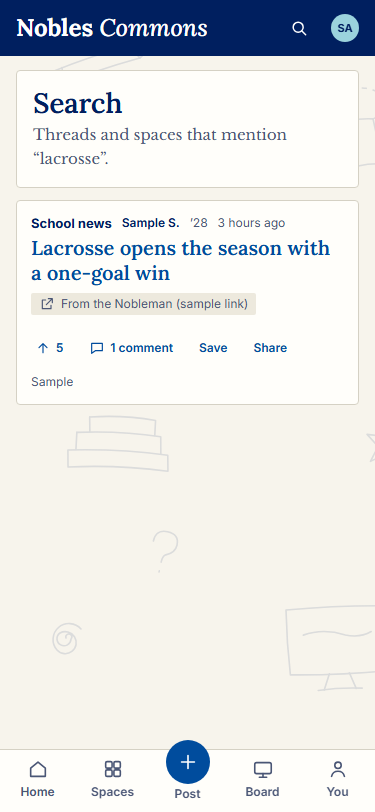 Nobles Commons
SA
Search
Threads and spaces that mention
“lacrosse”.
School news Sample S. ’28 3 hours ago
Lacrosse opens the season with
a one-goal win
From the Nobleman (sample link)
5 1 comment Save Share
Sample
?
Home Spaces Post Board You